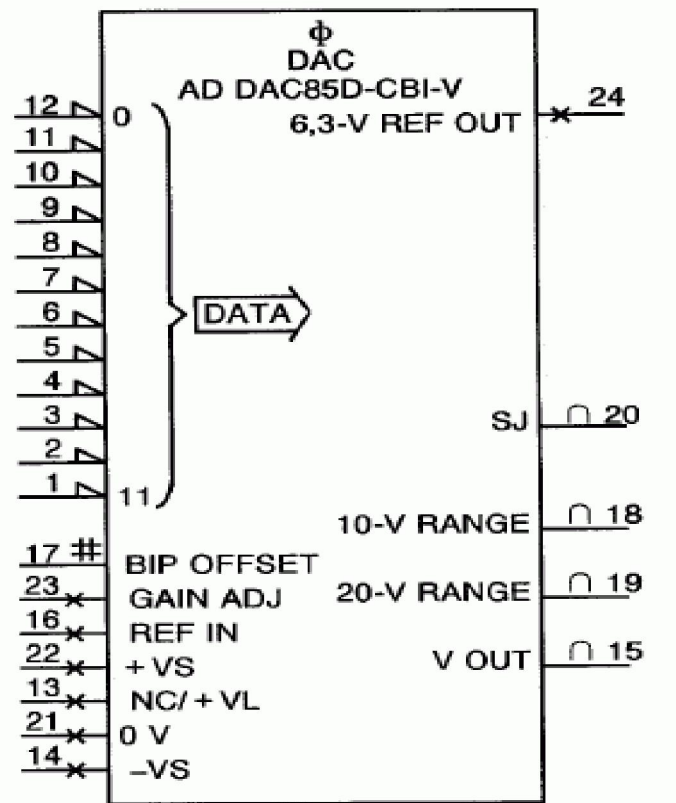 Φ
DAC
AD DAC85D-CBI-V
12 0 6,3-V REF OUT 24
11
10
9
8
7
6 DATA
5
4
3 SJ ∩ 20
2
1 11
10-V RANGE ∩ 18
17 # BIP OFFSET
23 GAIN ADJ 20-V RANGE ∩ 19
16 REF IN
22 + VS V OUT ∩ 15
13 NC/ + VL
21 0 V
14 –VS